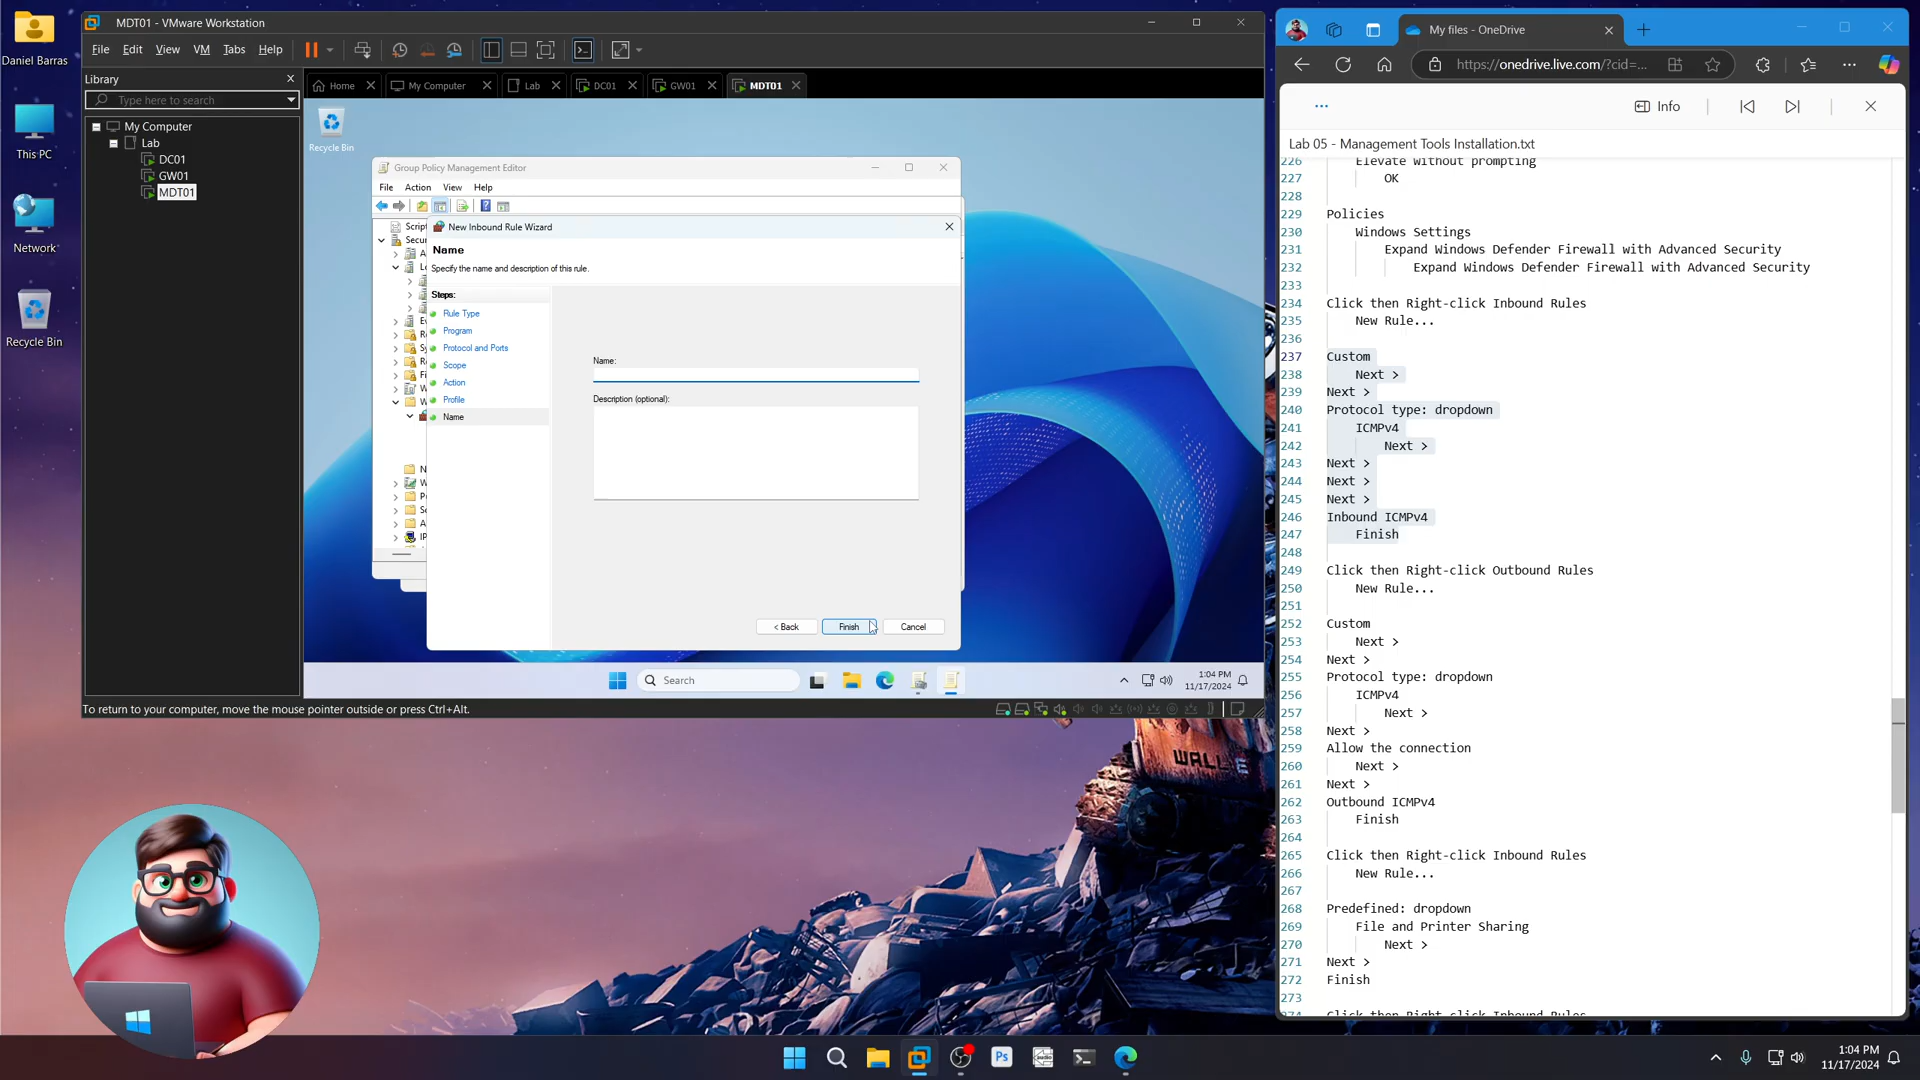 Daniel Barras
This PC
Network
Recycle Bin
MDT01 - VMware Workstation
File Edit View VM Tabs Help
Library
Type here to search
My Computer
Lab
DC01
GW01
MDT01
Home
My Computer
Lab
DC01
GW01
MDT01
Recycle Bin
Group Policy Management Editor
File Action View Help
Script
Secur
New Inbound Rule Wizard
Name
Specify the name and description of this rule.
Steps:
Rule Type
Program
Protocol and Ports
Scope
Action
Profile
Name
Name:
Description (optional):
< Back
Finish
Cancel
Search
1:04 PM
11/17/2024
To return to your computer, move the mouse pointer outside or press Ctrl+Alt.
WALL
My files - OneDrive
https://onedrive.live.com/?cid=...
Info
Lab 05 - Management Tools Installation.txt
226 Elevate without prompting
227 OK
228
229 Policies
230 Windows Settings
231 Expand Windows Defender Firewall with Advanced Security
232 Expand Windows Defender Firewall with Advanced Security
233
234 Click then Right-click Inbound Rules
235 New Rule...
236
237 Custom
238 Next >
239 Next >
240 Protocol type: dropdown
241 ICMPv4
242 Next >
243 Next >
244 Next >
245 Next >
246 Inbound ICMPv4
247 Finish
248
249 Click then Right-click Outbound Rules
250 New Rule...
251
252 Custom
253 Next >
254 Next >
255 Protocol type: dropdown
256 ICMPv4
257 Next >
258 Next >
259 Allow the connection
260 Next >
261 Next >
262 Outbound ICMPv4
263 Finish
264
265 Click then Right-click Inbound Rules
266 New Rule...
267
268 Predefined: dropdown
269 File and Printer Sharing
270 Next >
271 Next >
272 Finish
273
274 Click then Right-click Inbound Rules
Ps
1:04 PM
11/17/2024